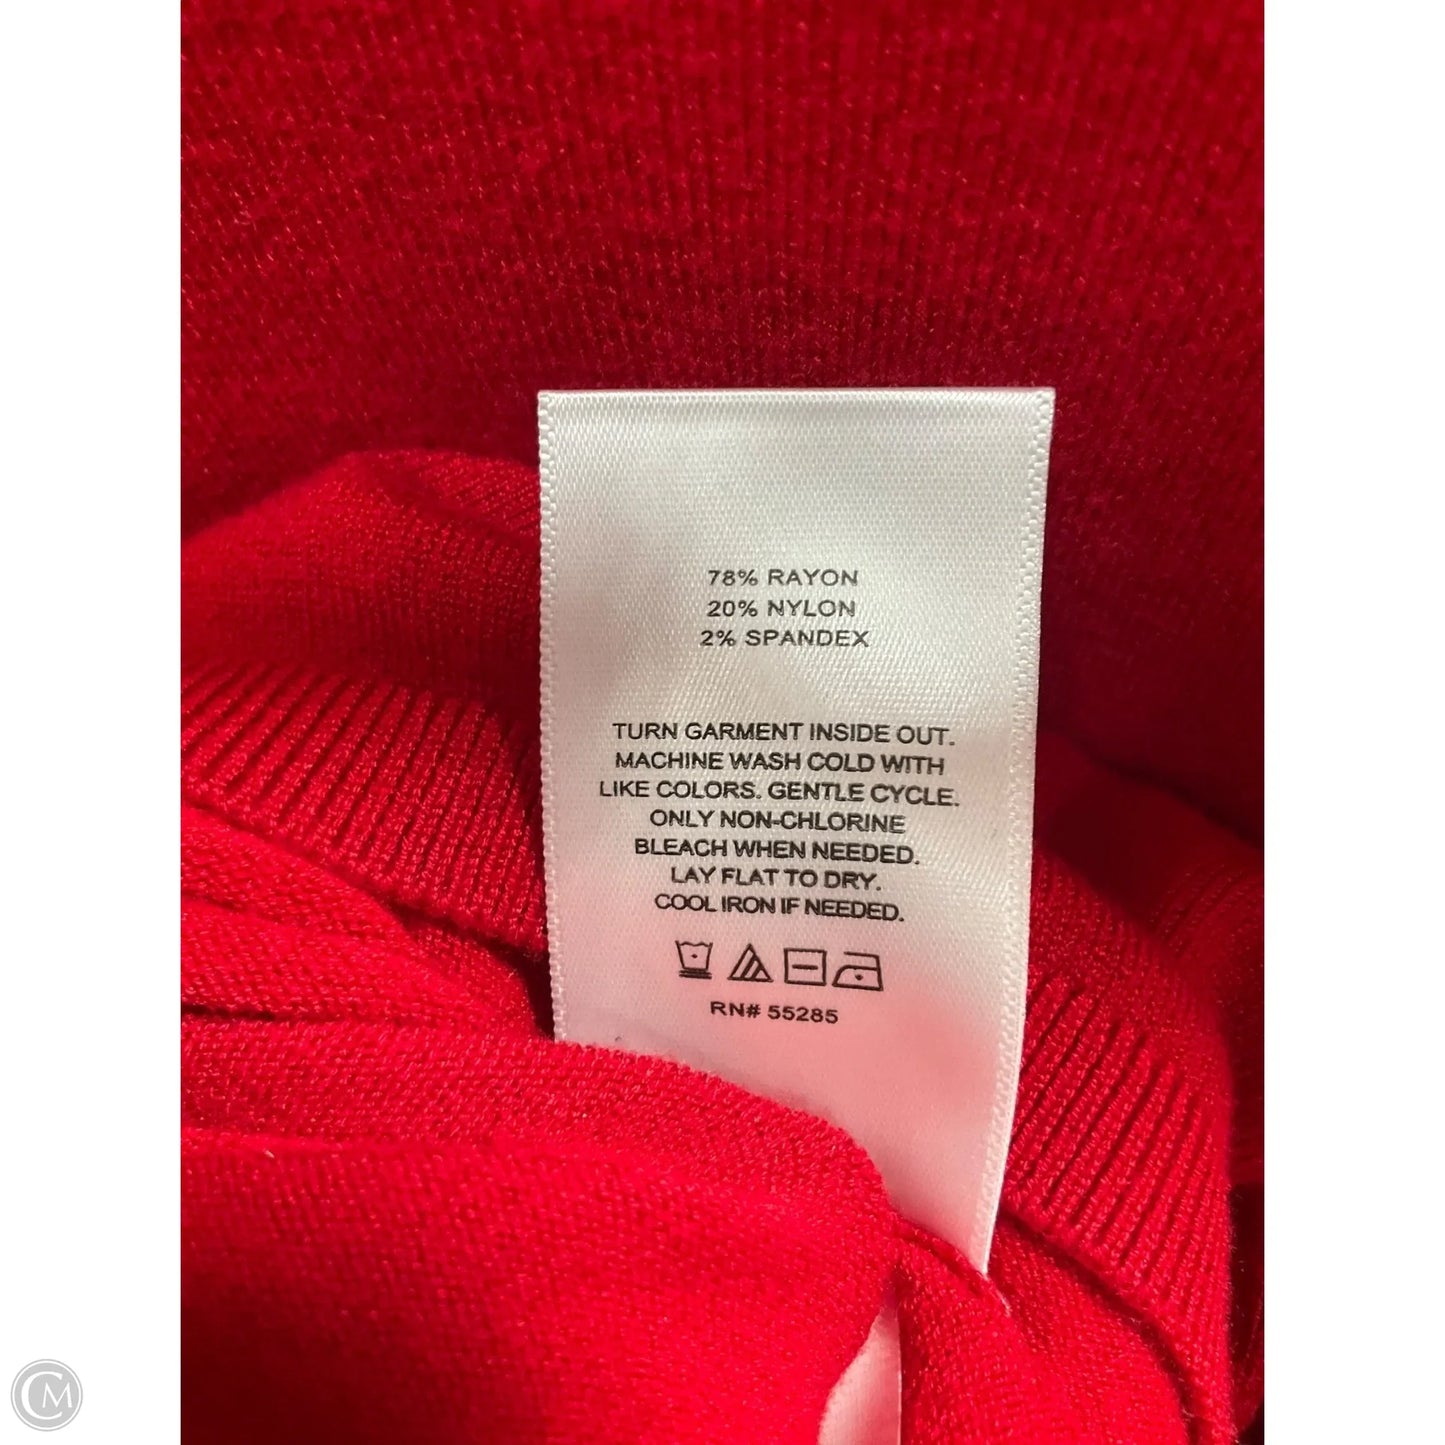 78% RAYON
20% NYLON
2% SPANDEX
TURN GARMENT INSIDE OUT.
MACHINE WASH COLD WITH
LIKE COLORS. GENTLE CYCLE.
ONLY NON-CHLORINE
BLEACH WHEN NEEDED.
LAY FLAT TO DRY.
COOL IRON IF NEEDED.
RN# 55285
CM